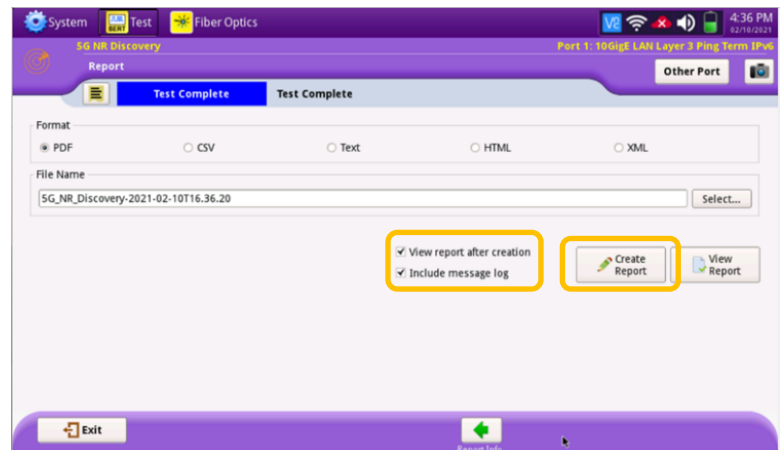 System Test Fiber Optics 4:36 PM
02/10/2021
5G NR Discovery Port 1: 10GigE LAN Layer 3 Ping Term IPv6
Report
Other Port
Test Complete Test Complete
Format
PDF CSV Text HTML XML
File Name
5G_NR_Discovery-2021-02-10T16.36.20 Select...
View report after creation
Include message log
Create Report
View Report
Exit
Report Info